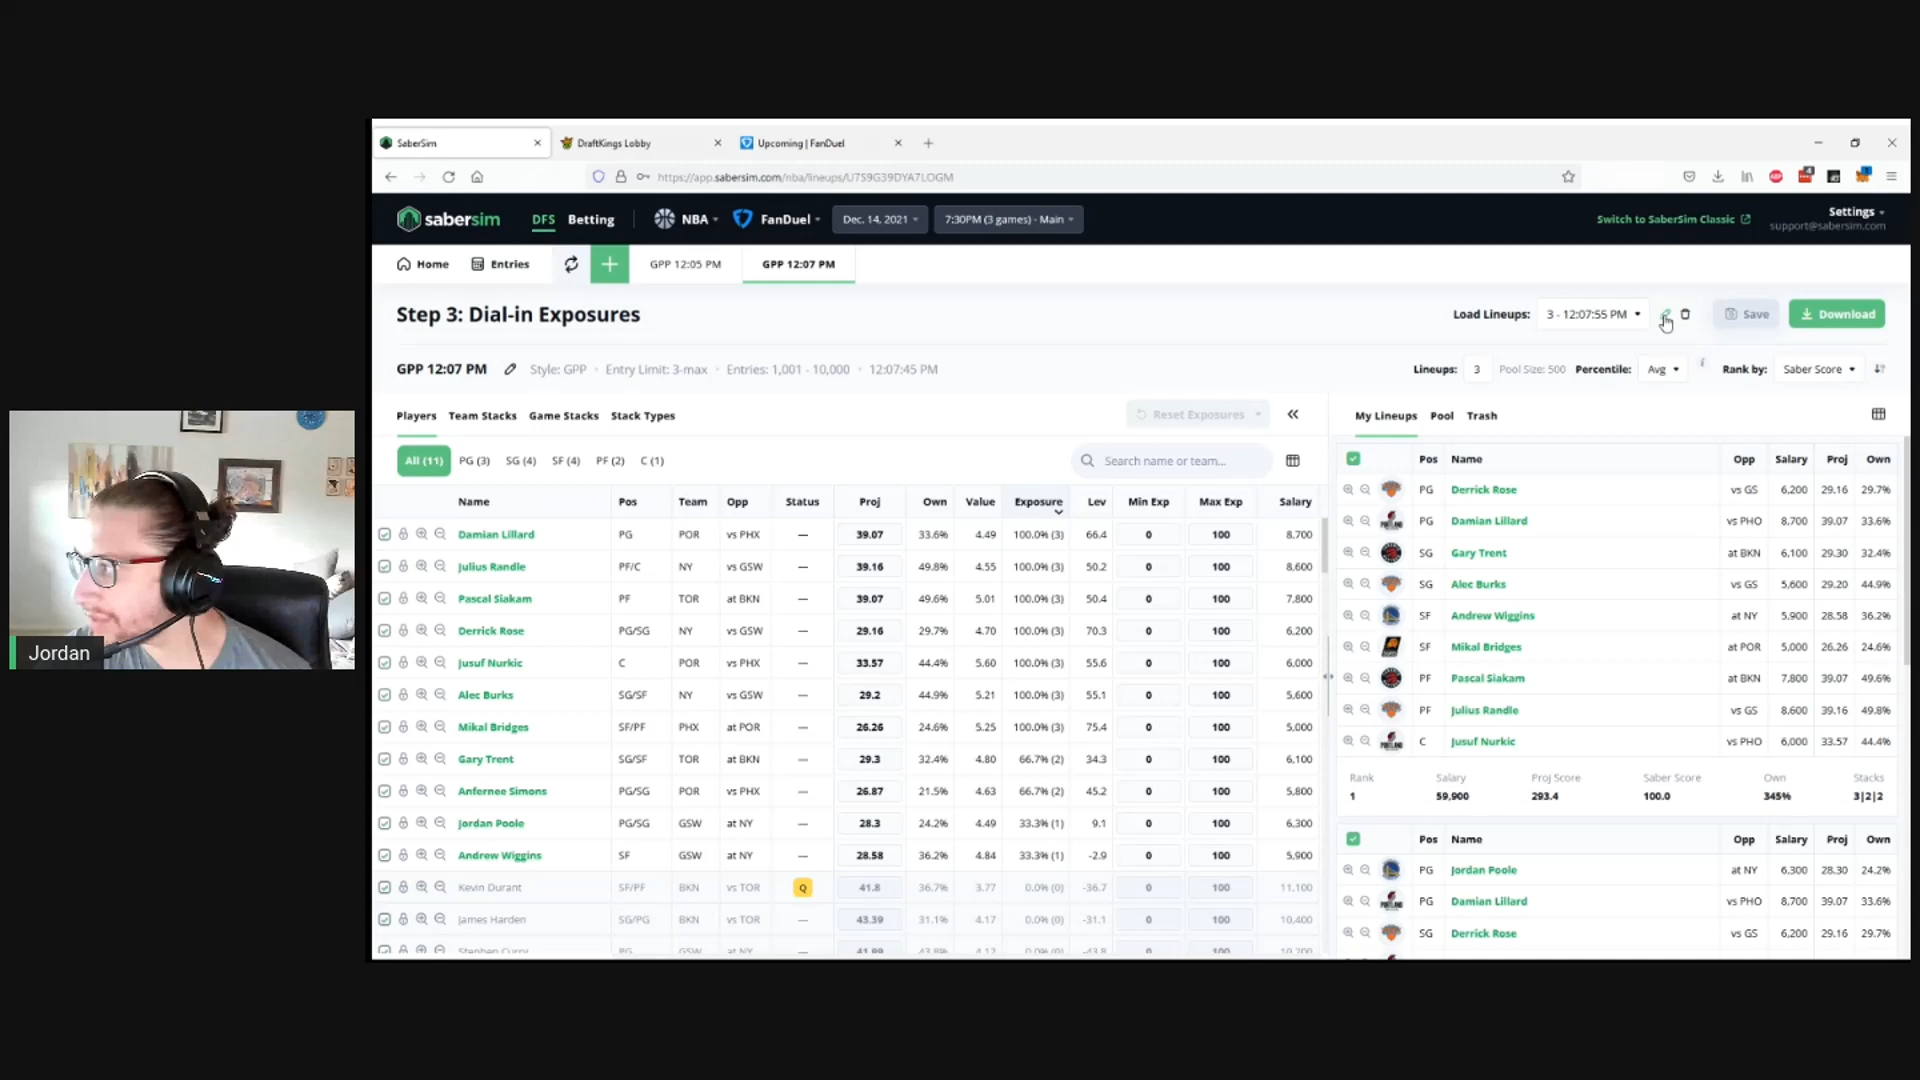 SaberSim
DraftKings Lobby
Upcoming | FanDuel
https://app.sabersim.com/nba/lineups/U7S9G39DYA7LOGM
sabersim DFS Betting NBA FanDuel Dec. 14, 2021 7:30PM (3 games) - Main Switch to SaberSim Classic Settings
support@sabersim.com
Home Entries + GPP 12:05 PM GPP 12:07 PM
Step 3: Dial-in Exposures Load Lineups: 3 - 12:07:55 PM Save Download
GPP 12:07 PM Style: GPP • Entry Limit: 3-max • Entries: 1,001 - 10,000 • 12:07:45 PM Lineups: 3 Pool Size: 500 Percentile: Avg i Rank by: Saber Score
Players Team Stacks Game Stacks Stack Types Reset Exposures
All (11) PG (3) SG (4) SF (4) PF (2) C (1) Search name or team...
Name Pos Team Opp Status Proj Own Value Exposure Lev Min Exp Max Exp Salary
Damian Lillard PG POR vs PHX — 39.07 33.6% 4.49 100.0% (3) 66.4 0 100 8,700
Julius Randle PF/C NY vs GSW — 39.16 49.8% 4.55 100.0% (3) 50.2 0 100 8,600
Pascal Siakam PF TOR at BKN — 39.07 49.6% 5.01 100.0% (3) 50.4 0 100 7,800
Derrick Rose PG/SG NY vs GSW — 29.16 29.7% 4.70 100.0% (3) 70.3 0 100 6,200
Jusuf Nurkic C POR vs PHX — 33.57 44.4% 5.60 100.0% (3) 55.6 0 100 6,000
Alec Burks SG/SF NY vs GSW — 29.2 44.9% 5.21 100.0% (3) 55.1 0 100 5,600
Mikal Bridges SF/PF PHX at POR — 26.26 24.6% 5.25 100.0% (3) 75.4 0 100 5,000
Gary Trent SG/SF TOR at BKN — 29.3 32.4% 4.80 66.7% (2) 34.3 0 100 6,100
Anfernee Simons PG/SG POR vs PHX — 26.87 21.5% 4.63 66.7% (2) 45.2 0 100 5,800
Jordan Poole PG/SG GSW at NY — 28.3 24.2% 4.49 33.3% (1) 9.1 0 100 6,300
Andrew Wiggins SF GSW at NY — 28.58 36.2% 4.84 33.3% (1) -2.9 0 100 5,900
Kevin Durant SF/PF BKN vs TOR Q 41.8 36.7% 3.77 0.0% (0) -36.7 0 100 11,100
James Harden SG/PG BKN vs TOR — 43.39 31.1% 4.17 0.0% (0) -31.1 0 100 10,400
Stephen Curry PG GSW at NY — 41.99 43.8% 4.12 0.0% (0) -43.8 0 100
My Lineups Pool Trash
Pos Name Opp Salary Proj Own
PG Derrick Rose vs GS 6,200 29.16 29.7%
PG Damian Lillard vs PHO 8,700 39.07 33.6%
SG Gary Trent at BKN 6,100 29.30 32.4%
SG Alec Burks vs GS 5,600 29.20 44.9%
SF Andrew Wiggins at NY 5,900 28.58 36.2%
SF Mikal Bridges at POR 5,000 26.26 24.6%
PF Pascal Siakam at BKN 7,800 39.07 49.6%
PF Julius Randle vs GS 8,600 39.16 49.8%
C Jusuf Nurkic vs PHO 6,000 33.57 44.4%
Rank Salary Proj Score Saber Score Own Stacks
1 59,900 293.4 100.0 345% 3|2|2
Pos Name Opp Salary Proj Own
PG Jordan Poole at NY 6,300 28.30 24.2%
PG Damian Lillard vs PHO 8,700 39.07 33.6%
SG Derrick Rose vs GS 6,200 29.16 29.7%
Jordan